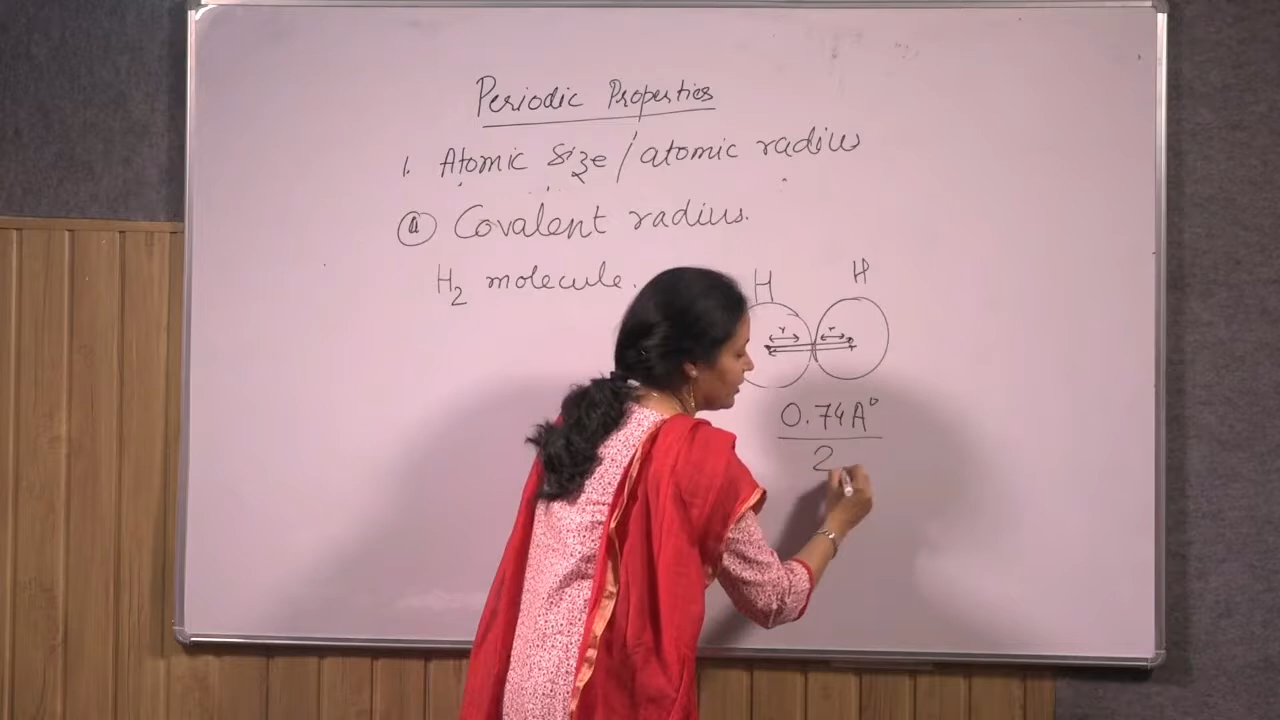 Periodic Properties
1. Atomic Size / atomic radius
(a) Covalent radius.
H2 molecule. H H
r r
0.74A°
2